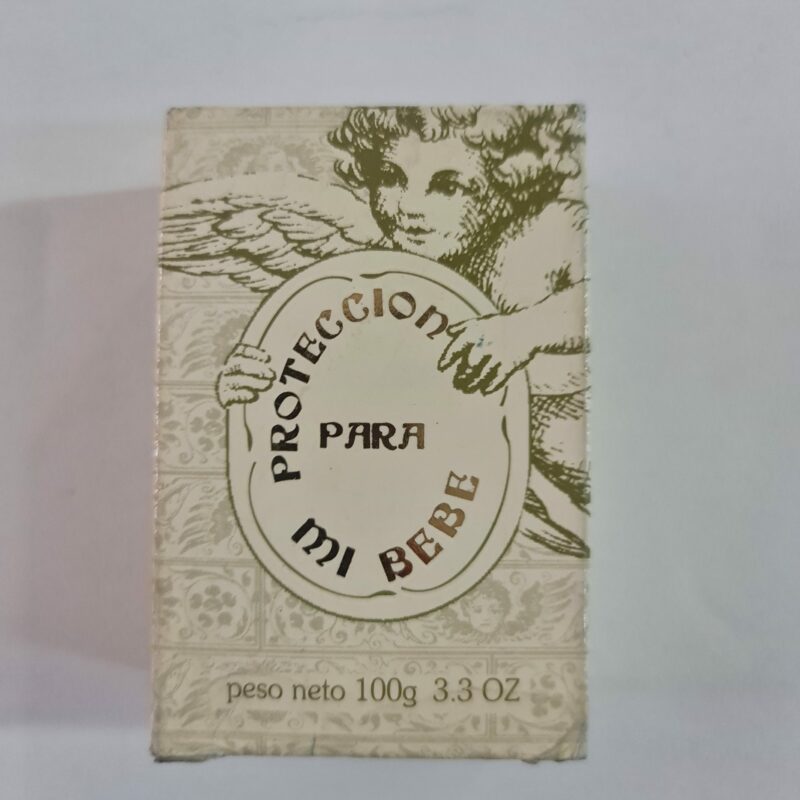 PROTECCION
PARA
MI BEBE
peso neto 100g 3.3 OZ